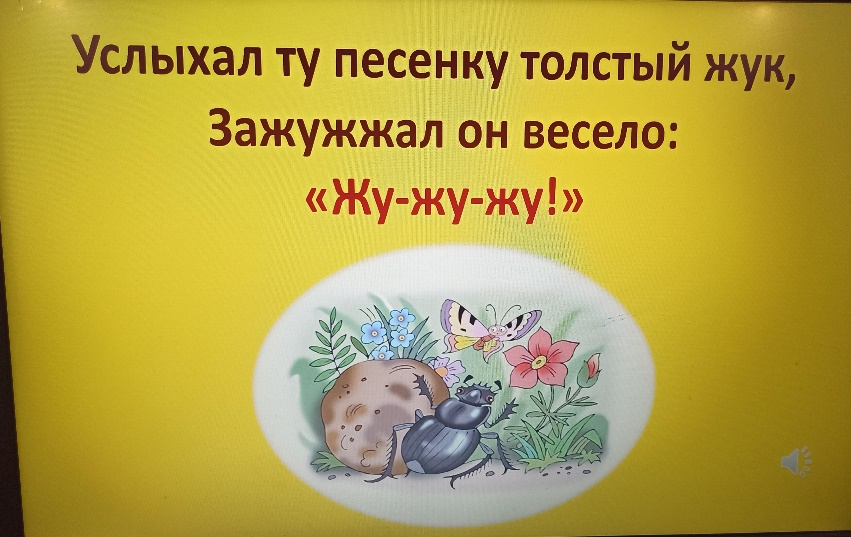 Услыхал ту песенку толстый жук,
Зажужжал он весело:
«Жу-жу-жу!»